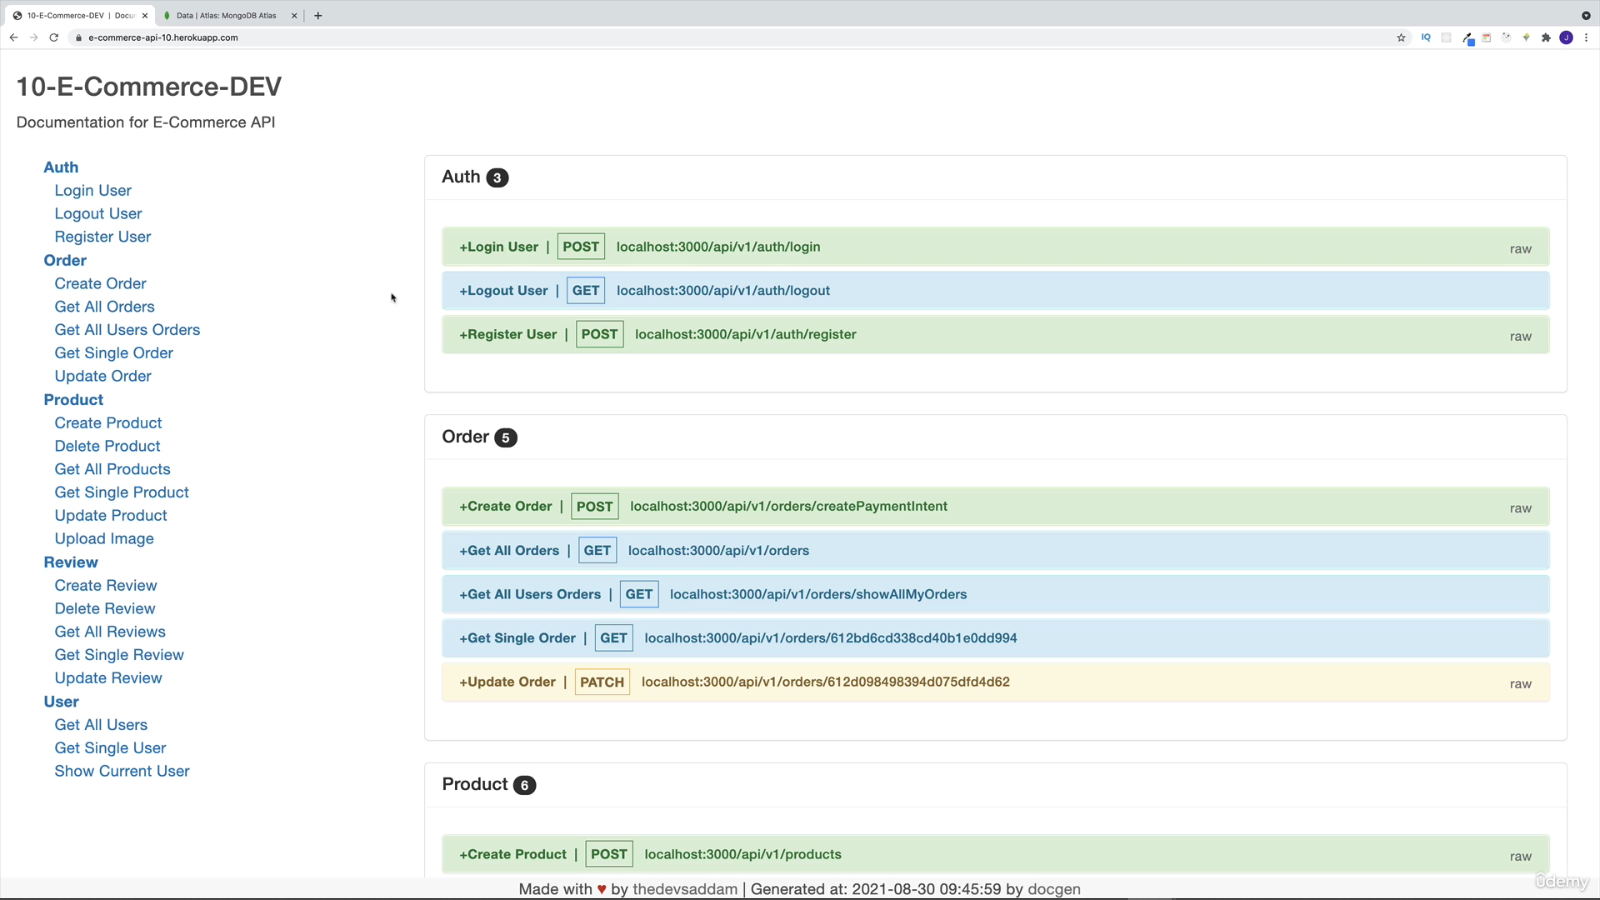 10-E-Commerce-DEV | Docu
Data | Atlas: MongoDB Atlas
e-commerce-api-10.herokuapp.com
IQ
J
10-E-Commerce-DEV
Documentation for E-Commerce API
Auth
Login User
Logout User
Register User
Order
Create Order
Get All Orders
Get All Users Orders
Get Single Order
Update Order
Product
Create Product
Delete Product
Get All Products
Get Single Product
Update Product
Upload Image
Review
Create Review
Delete Review
Get All Reviews
Get Single Review
Update Review
User
Get All Users
Get Single User
Show Current User
Auth 3
+Login User | POST localhost:3000/api/v1/auth/login raw
+Logout User | GET localhost:3000/api/v1/auth/logout
+Register User | POST localhost:3000/api/v1/auth/register raw
Order 5
+Create Order | POST localhost:3000/api/v1/orders/createPaymentIntent raw
+Get All Orders | GET localhost:3000/api/v1/orders
+Get All Users Orders | GET localhost:3000/api/v1/orders/showAllMyOrders
+Get Single Order | GET localhost:3000/api/v1/orders/612bd6cd338cd40b1e0dd994
+Update Order | PATCH localhost:3000/api/v1/orders/612d098498394d075dfd4d62 raw
Product 6
+Create Product | POST localhost:3000/api/v1/products raw
Made with ♥ by thedevsaddam | Generated at: 2021-08-30 09:45:59 by docgen
ûdemy